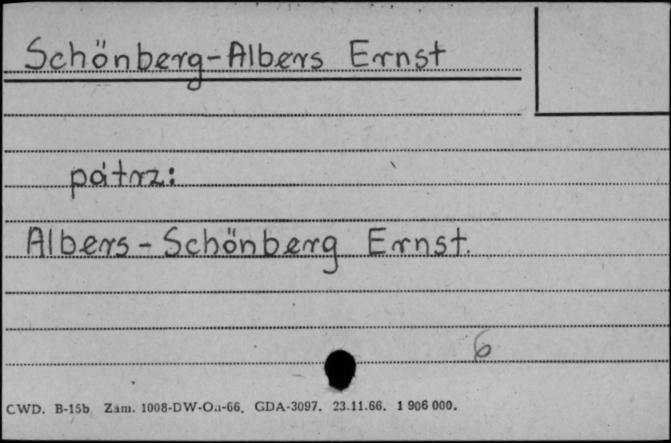 Schönberg-Albers Ernst
patrz:
Albers-Schönberg Ernst.
6
CWD. B-15b Zam. 1008-DW-Oa-66. GDA-3097. 23.11.66. 1 906 000.